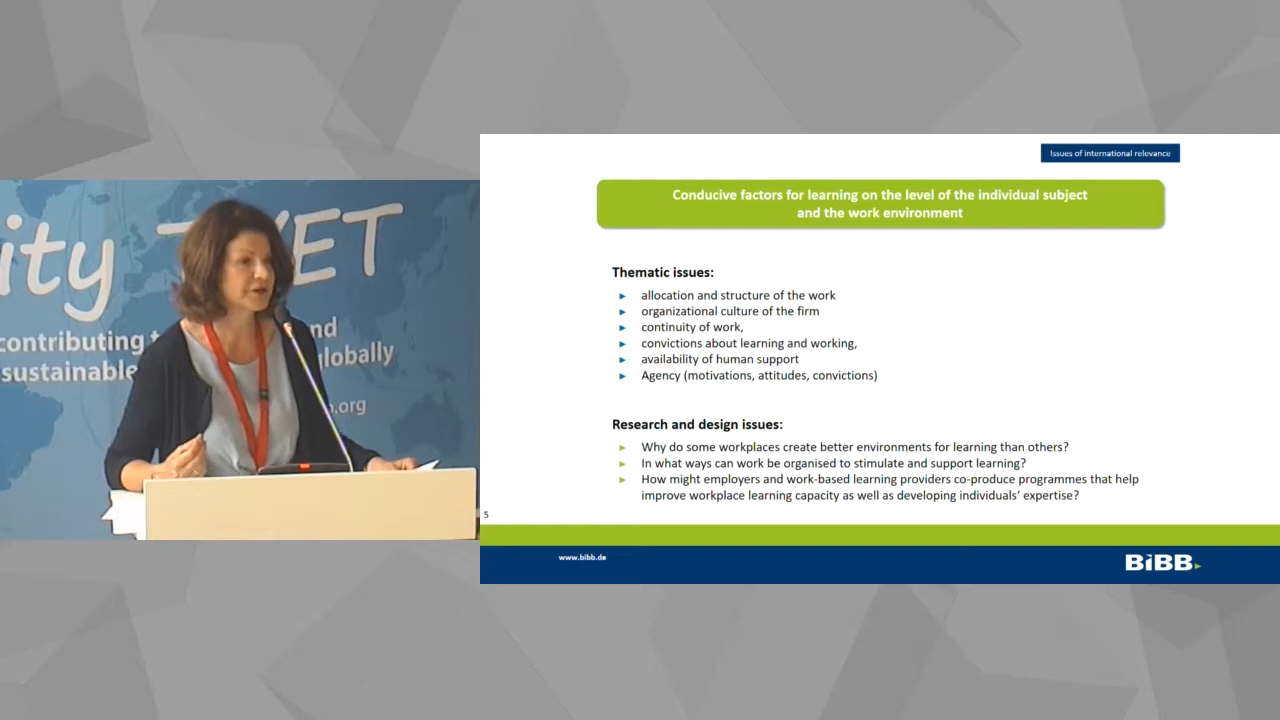 ity TVET
contributing
nd
sustainable
globally
.org
Issues of international relevance
Conducive factors for learning on the level of the individual subject
and the work environment
Thematic issues:
► allocation and structure of the work
► organizational culture of the firm
► continuity of work,
► convictions about learning and working,
► availability of human support
► Agency (motivations, attitudes, convictions)
Research and design issues:
► Why do some workplaces create better environments for learning than others?
► In what ways can work be organised to stimulate and support learning?
► How might employers and work-based learning providers co-produce programmes that help
improve workplace learning capacity as well as developing individuals‘ expertise?
5
www.bibb.de
BiBB